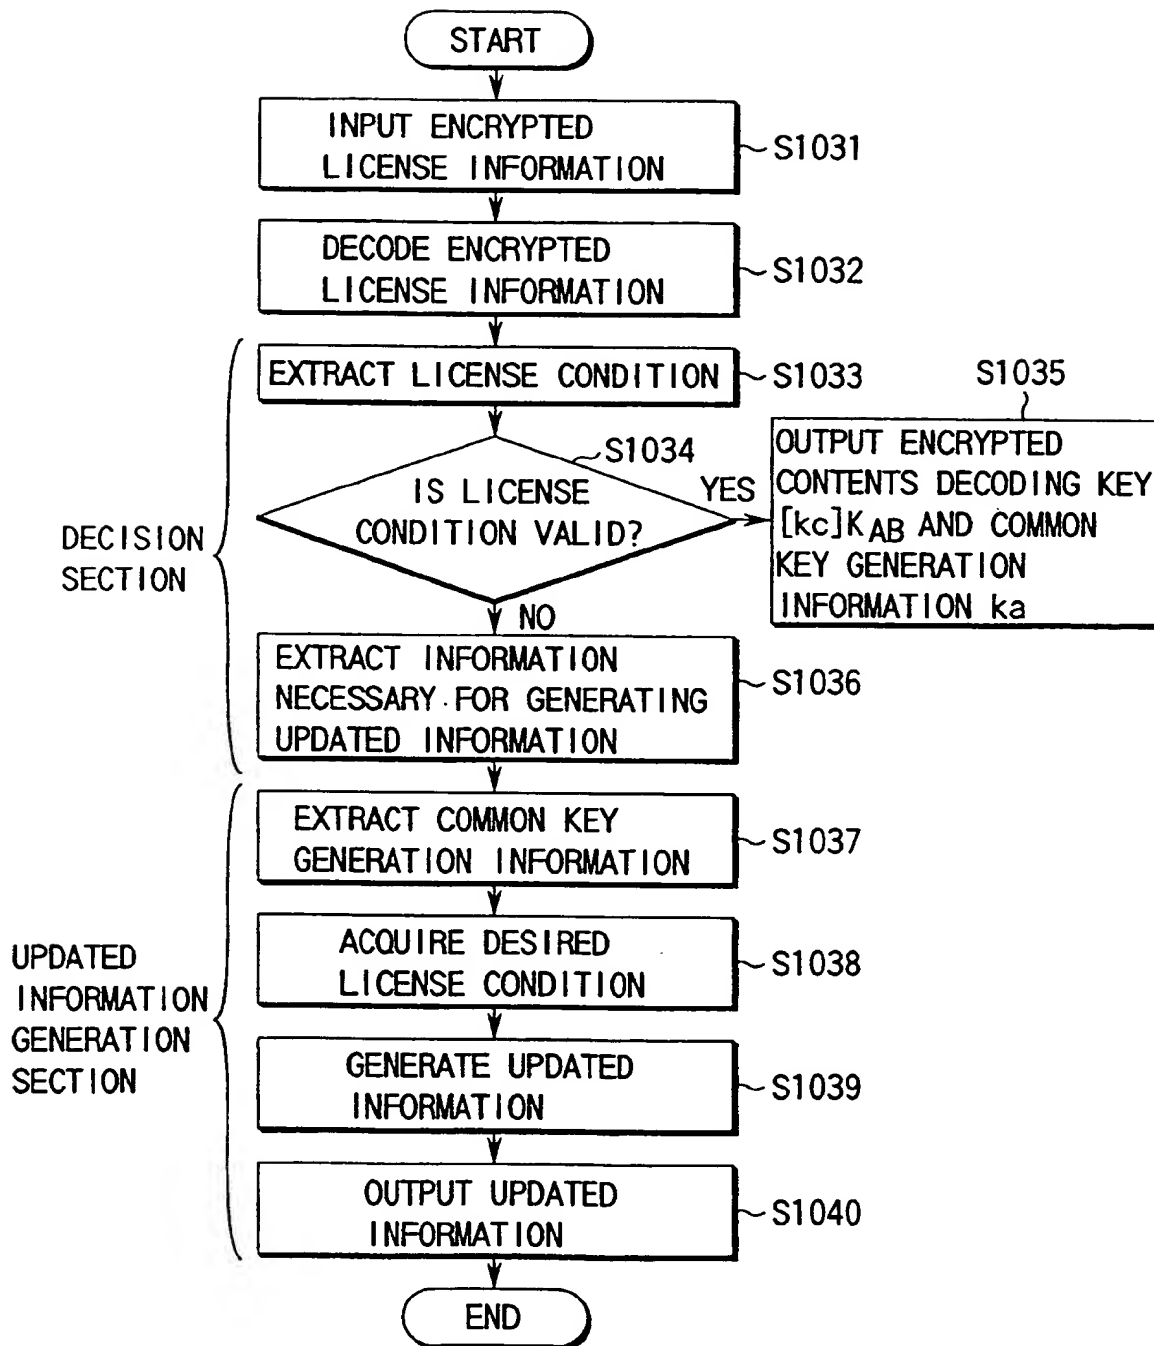 START
INPUT ENCRYPTED
LICENSE INFORMATION
S1031
DECODE ENCRYPTED
LICENSE INFORMATION
S1032
EXTRACT LICENSE CONDITION
S1033
S1034
IS LICENSE
CONDITION VALID?
YES
S1035
OUTPUT ENCRYPTED
CONTENTS DECODING KEY
[kc]KAB AND COMMON
KEY GENERATION
INFORMATION ka
DECISION
SECTION
NO
EXTRACT INFORMATION
NECESSARY FOR GENERATING
UPDATED INFORMATION
S1036
EXTRACT COMMON KEY
GENERATION INFORMATION
S1037
ACQUIRE DESIRED
LICENSE CONDITION
S1038
UPDATED
INFORMATION
GENERATION
SECTION
GENERATE UPDATED
INFORMATION
S1039
OUTPUT UPDATED
INFORMATION
S1040
END